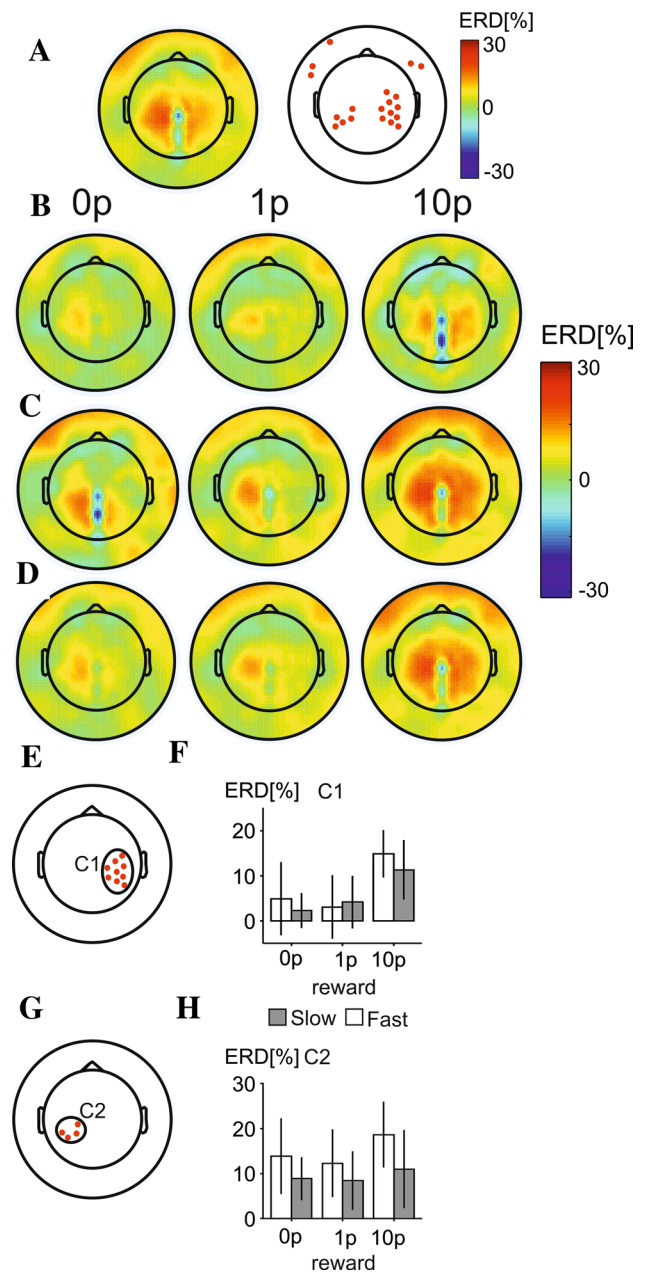 A
ERD[%]
30
0
-30
B 0p 1p 10p
ERD[%]
30
0
-30
C
D
E
C1
F
ERD[%] C1
20
10
0
0p 1p 10p
reward
Slow Fast
G
C2
H
ERD[%] C2
30
20
10
0
0p 1p 10p
reward